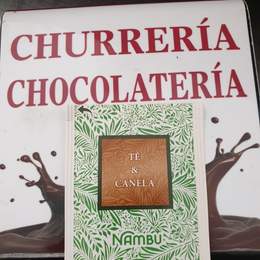 CHURRERÍA
CHOCOLATERÍA
TÉ
&
CANELA
NAMBU